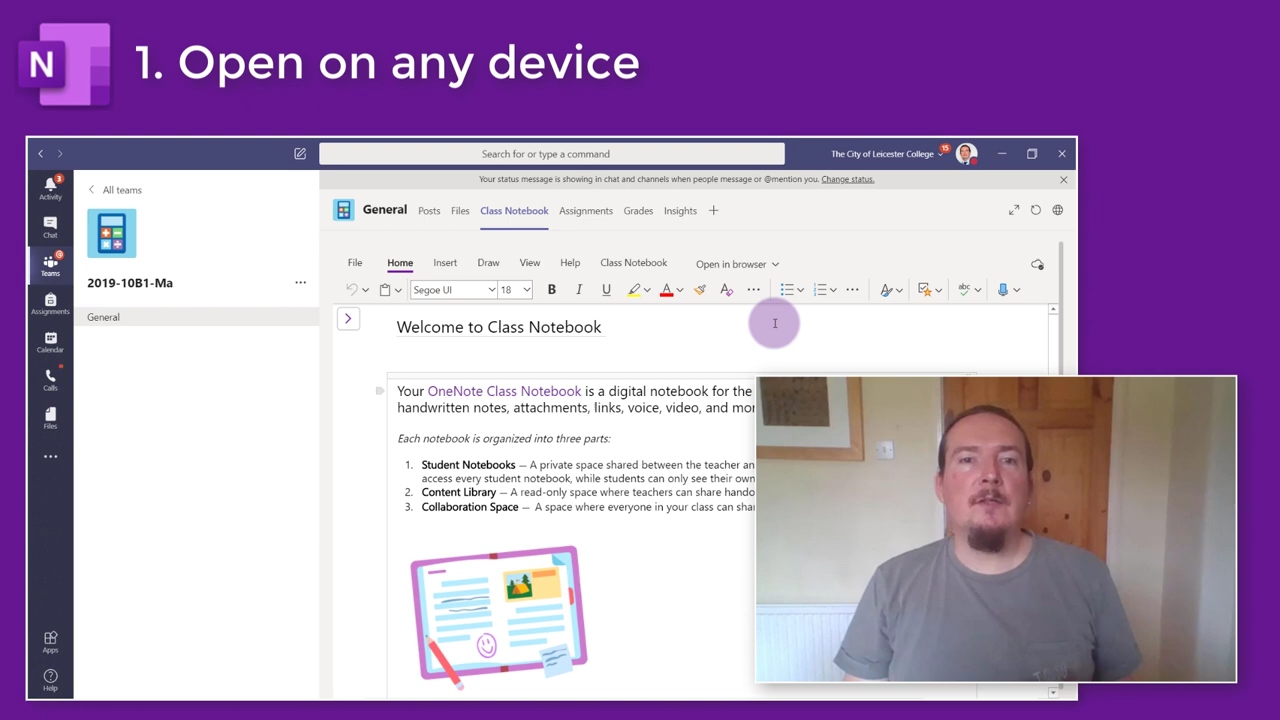 N 1. Open on any device
Search for or type a command
The City of Leicester College
15
Your status message is showing in chat and channels when people message or @mention you. Change status.
Activity
3
Chat
Teams
Assignments
Calendar
Calls
Files
Apps
Help
All teams
2019-10B1-Ma
General
General Posts Files Class Notebook Assignments Grades Insights
File Home Insert Draw View Help Class Notebook Open in browser
Segoe UI 18 B I U A A abc
Welcome to Class Notebook
Your OneNote Class Notebook is a digital notebook for the
handwritten notes, attachments, links, voice, video, and mor
Each notebook is organized into three parts:
1. Student Notebooks — A private space shared between the teacher an
access every student notebook, while students can only see their own
2. Content Library — A read-only space where teachers can share hando
3. Collaboration Space — A space where everyone in your class can shar